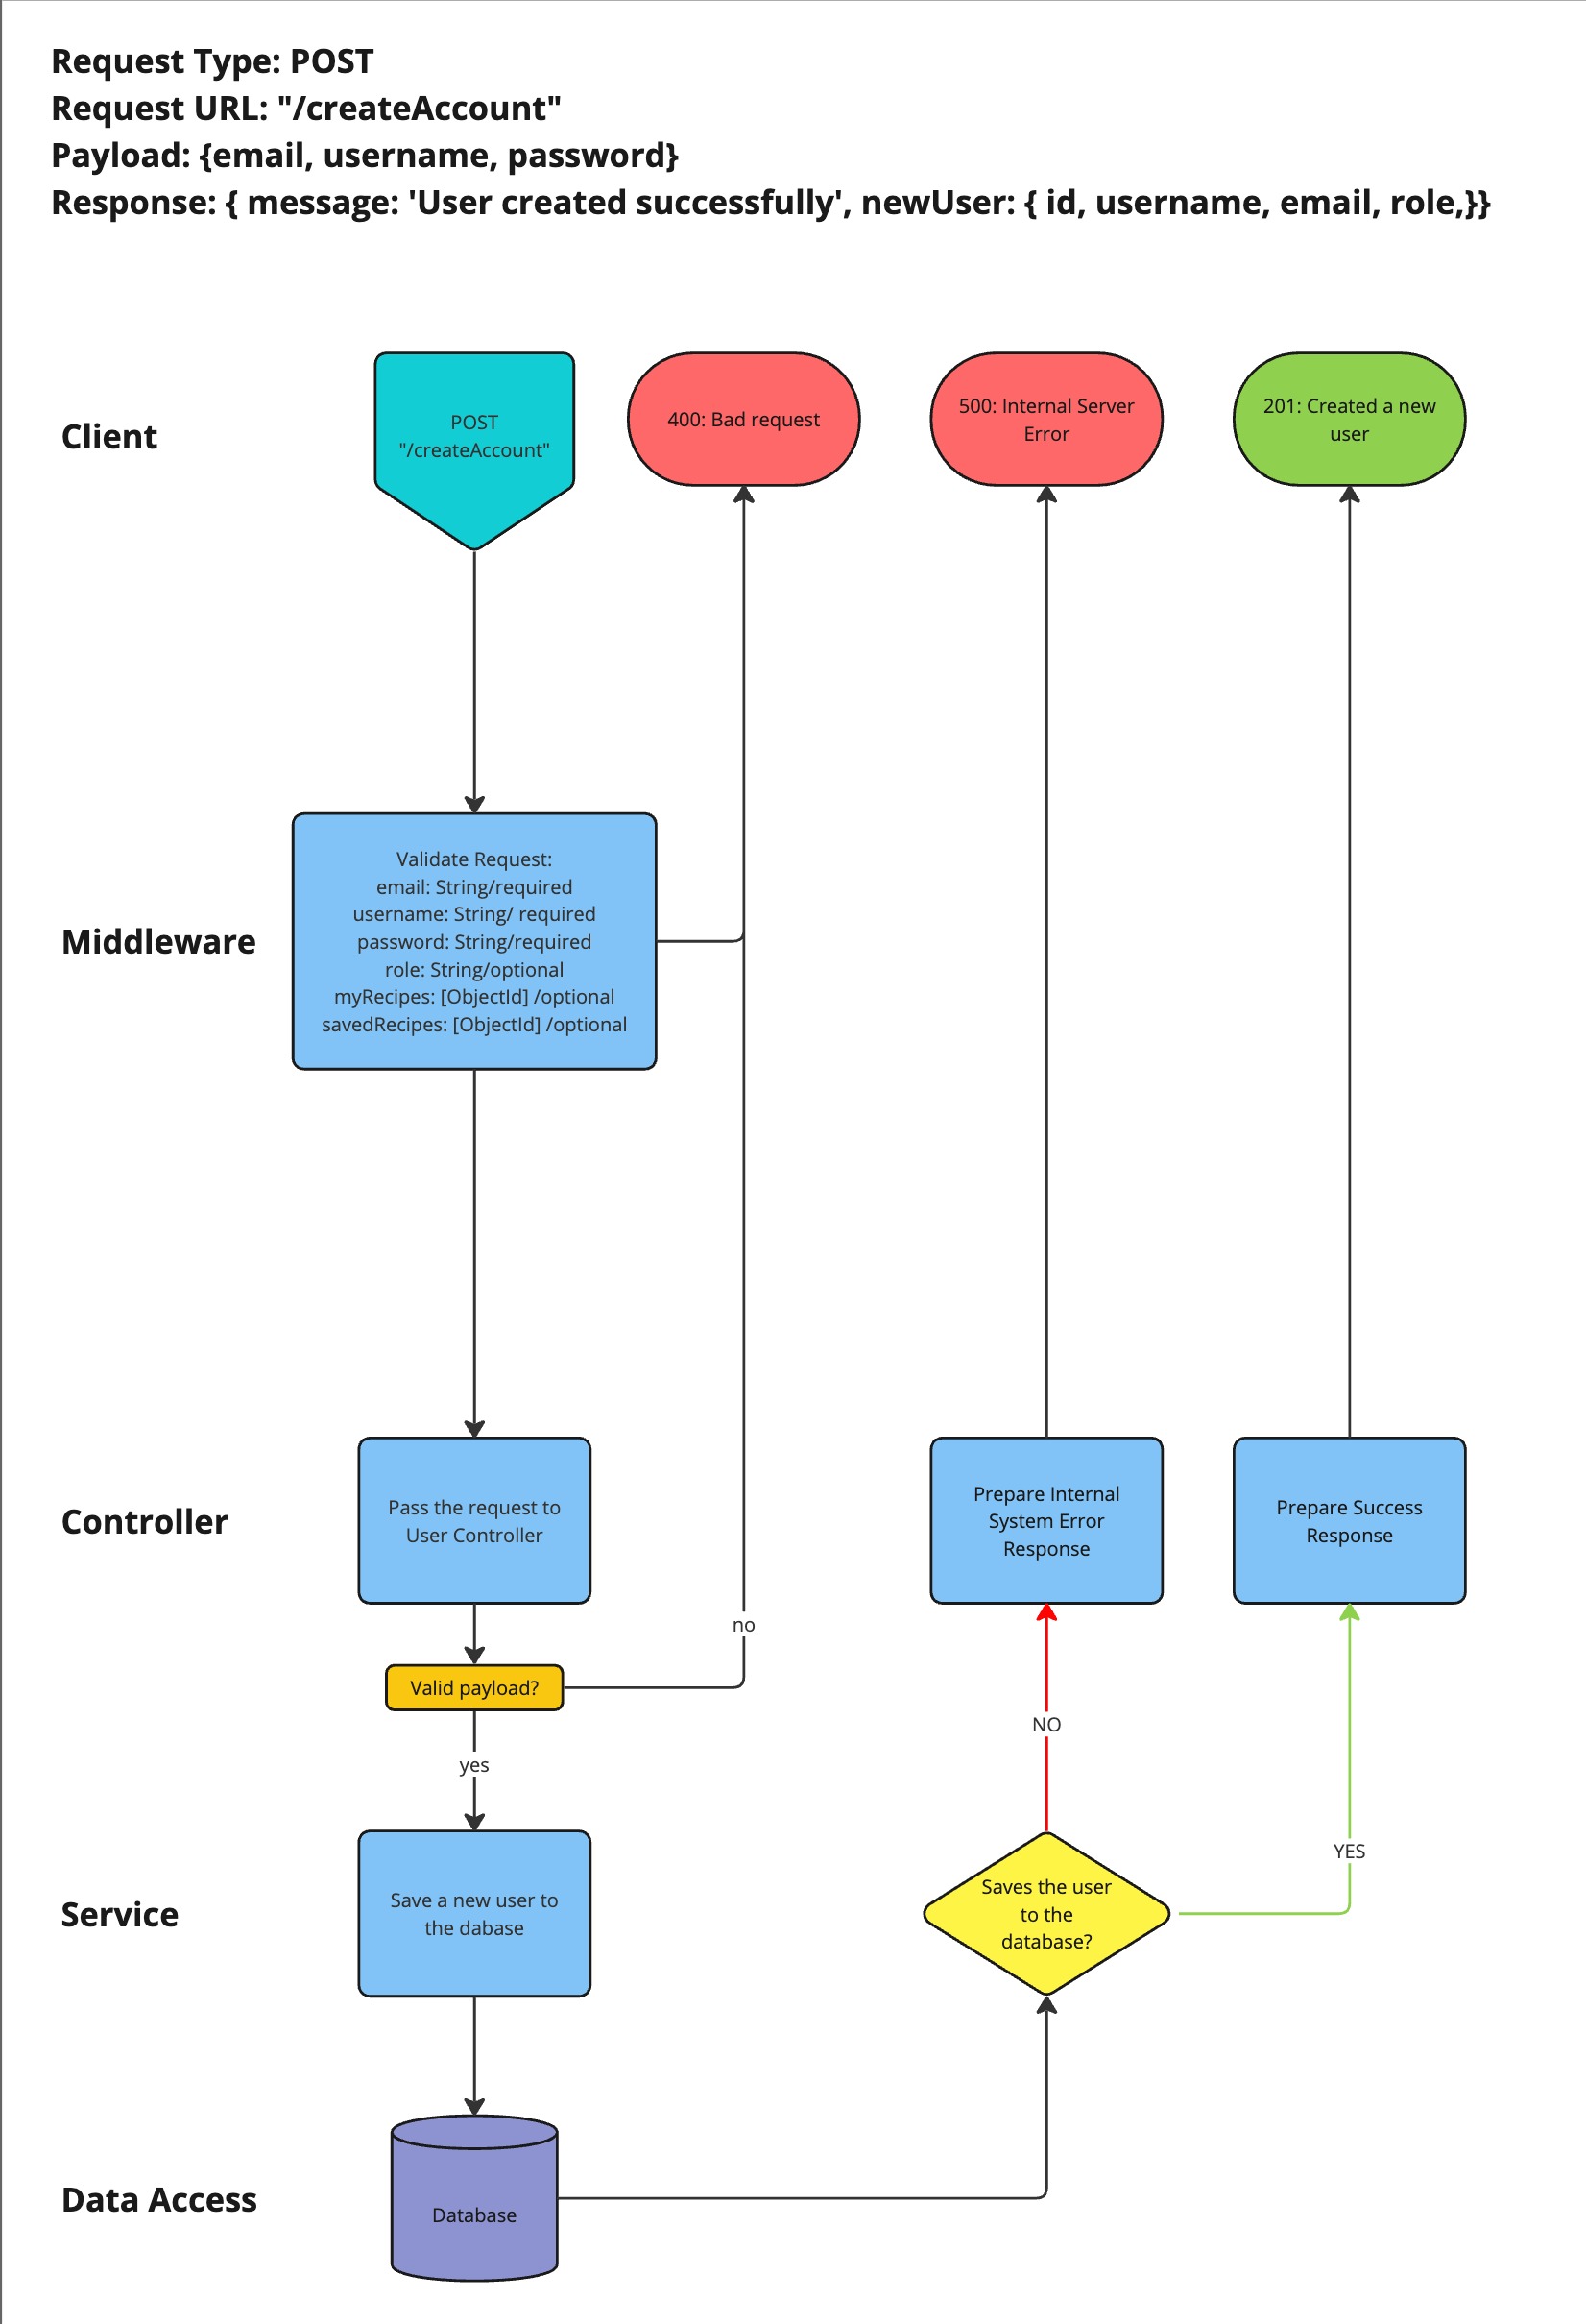 Request Type: POST
Request URL: "/createAccount"
Payload: {email, username, password}
Response: { message: 'User created successfully', newUser: { id, username, email, role,}}
Client
POST
"/createAccount"
400: Bad request
500: Internal Server
Error
201: Created a new
user
Middleware
Validate Request:
email: String/required
username: String/ required
password: String/required
role: String/optional
myRecipes: [ObjectId] /optional
savedRecipes: [ObjectId] /optional
Controller
Pass the request to
User Controller
Prepare Internal
System Error
Response
Prepare Success
Response
no
Valid payload?
NO
yes
YES
Service
Save a new user to
the dabase
Saves the user
to the
database?
Data Access
Database